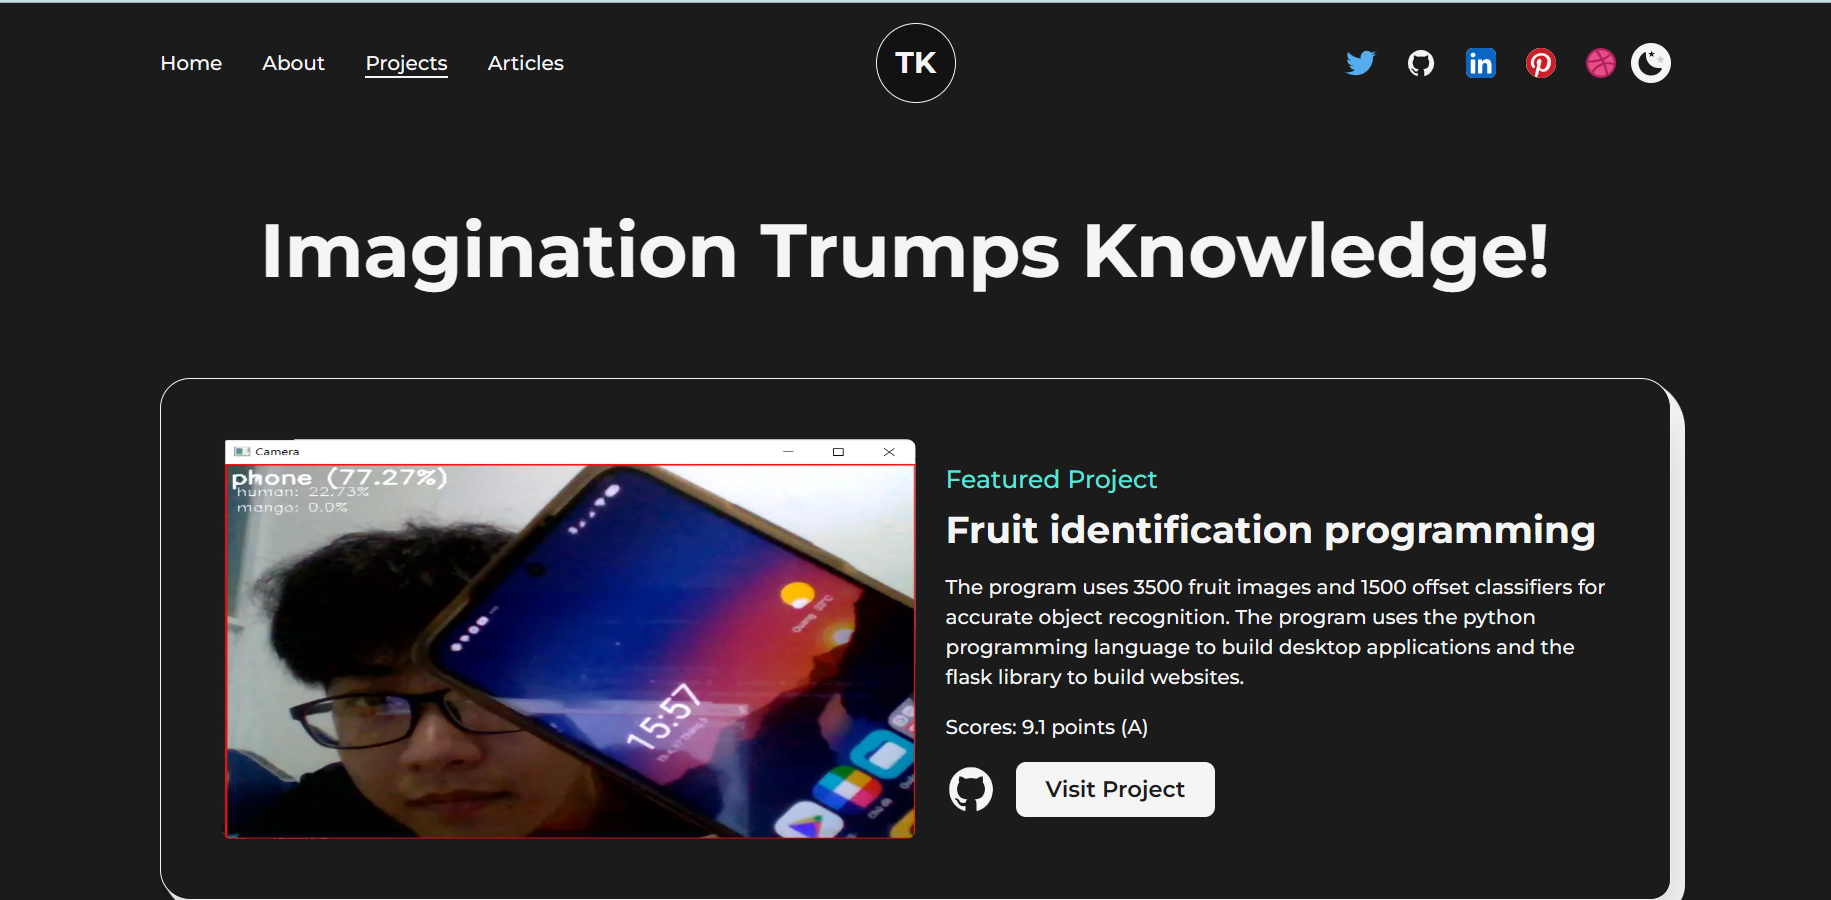 Home About Projects Articles
TK
in
Imagination Trumps Knowledge!
Camera
phone (77.27%)
human: 22.73%
mango: 0.0%
15:57
Featured Project
Fruit identification programming
The program uses 3500 fruit images and 1500 offset classifiers for
accurate object recognition. The program uses the python
programming language to build desktop applications and the
flask library to build websites.
Scores: 9.1 points (A)
Visit Project